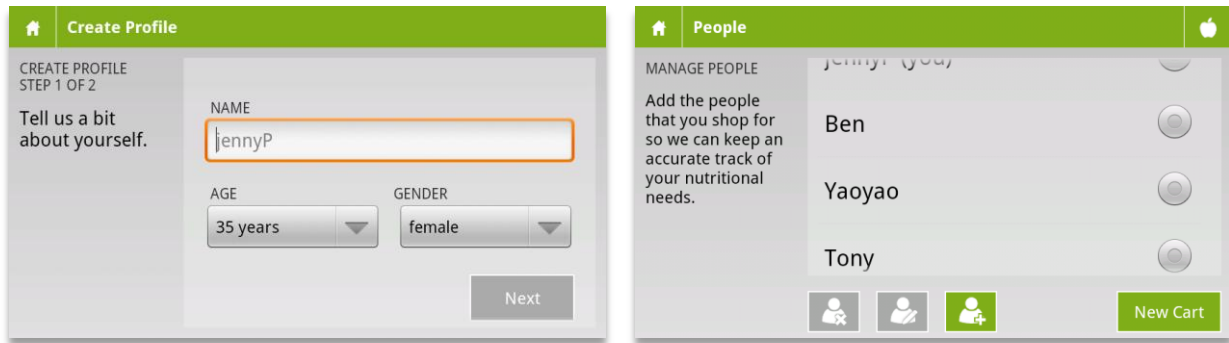 Create Profile
CREATE PROFILE
STEP 1 OF 2
Tell us a bit
about yourself.
NAME
jennyP
AGE
GENDER
35 years
female
Next
People
MANAGE PEOPLE
Add the people
that you shop for
so we can keep an
accurate track of
your nutritional
needs.
jennyP (you)
Ben
Yaoyao
Tony
New Cart